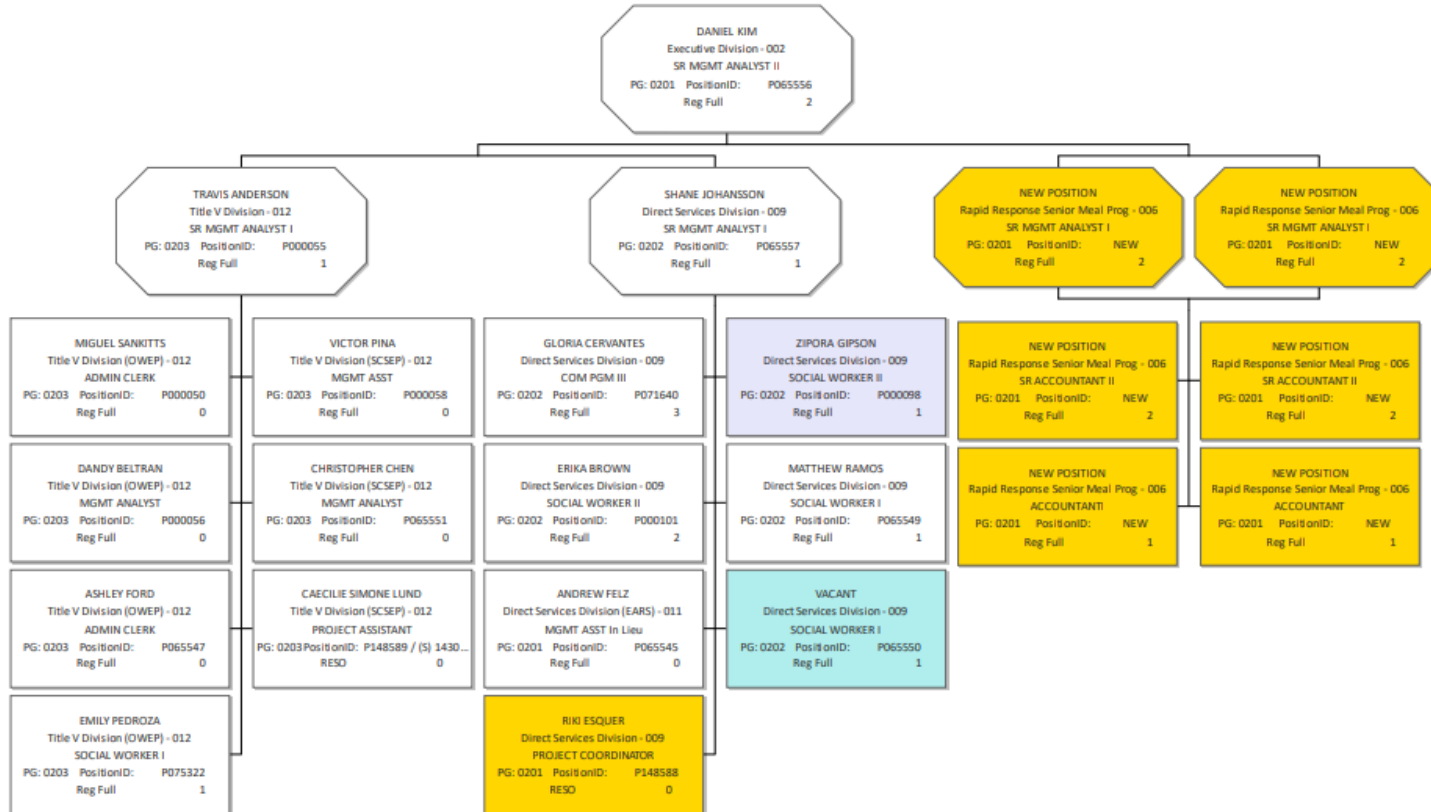 DANIEL KIM
Executive Division - 002
SR MGMT ANALYST II
PG: 0201 PositionID: P065556
Reg Full 2
TRAVIS ANDERSON
Title V Division - 012
SR MGMT ANALYST I
PG: 0203 PositionID: P000055
Reg Full 1
SHANE JOHANSSON
Direct Services Division - 009
SR MGMT ANALYST I
PG: 0202 PositionID: P065557
Reg Full 1
NEW POSITION
Rapid Response Senior Meal Prog - 006
SR MGMT ANALYST I
PG: 0201 PositionID: NEW
Reg Full 2
NEW POSITION
Rapid Response Senior Meal Prog - 006
SR MGMT ANALYST I
PG: 0201 PositionID: NEW
Reg Full 2
MIGUEL SANKITTS
Title V Division (OWEP) - 012
ADMIN CLERK
PG: 0203 PositionID: P000050
Reg Full 0
VICTOR PINA
Title V Division (SCSEP) - 012
MGMT ASST
PG: 0203 PositionID: P000058
Reg Full 0
GLORIA CERVANTES
Direct Services Division - 009
COM PGM III
PG: 0202 PositionID: P071640
Reg Full 3
ZIPORA GIPSON
Direct Services Division - 009
SOCIAL WORKER II
PG: 0202 PositionID: P000098
Reg Full 1
NEW POSITION
Rapid Response Senior Meal Prog - 006
SR ACCOUNTANT II
PG: 0201 PositionID: NEW
Reg Full 2
NEW POSITION
Rapid Response Senior Meal Prog - 006
SR ACCOUNTANT II
PG: 0201 PositionID: NEW
Reg Full 2
DANDY BELTRAN
Title V Division (OWEP) - 012
MGMT ANALYST
PG: 0203 PositionID: P000056
Reg Full 0
CHRISTOPHER CHEN
Title V Division (SCSEP) - 012
MGMT ANALYST
PG: 0203 PositionID: P065551
Reg Full 0
ERIKA BROWN
Direct Services Division - 009
SOCIAL WORKER II
PG: 0202 PositionID: P000101
Reg Full 2
MATTHEW RAMOS
Direct Services Division - 009
SOCIAL WORKER I
PG: 0202 PositionID: P065549
Reg Full 1
NEW POSITION
Rapid Response Senior Meal Prog - 006
ACCOUNTANTI
PG: 0201 PositionID: NEW
Reg Full 1
NEW POSITION
Rapid Response Senior Meal Prog - 006
ACCOUNTANT
PG: 0201 PositionID: NEW
Reg Full 1
ASHLEY FORD
Title V Division (OWEP) - 012
ADMIN CLERK
PG: 0203 PositionID: P065547
Reg Full 0
CAECILIE SIMONE LUND
Title V Division (SCSEP) - 012
PROJECT ASSISTANT
PG: 0203PositionID: P148589 / (S) 1430...
RESO 0
ANDREW FELZ
Direct Services Division (EARS) - 011
MGMT ASST In Lieu
PG: 0201 PositionID: P065545
Reg Full 0
VACANT
Direct Services Division - 009
SOCIAL WORKER I
PG: 0202 PositionID: P065550
Reg Full 1
EMILY PEDROZA
Title V Division (OWEP) - 012
SOCIAL WORKER I
PG: 0203 PositionID: P075322
Reg Full 1
RIKI ESQUER
Direct Services Division - 009
PROJECT COORDINATOR
PG: 0201 PositionID: P148588
RESO 0